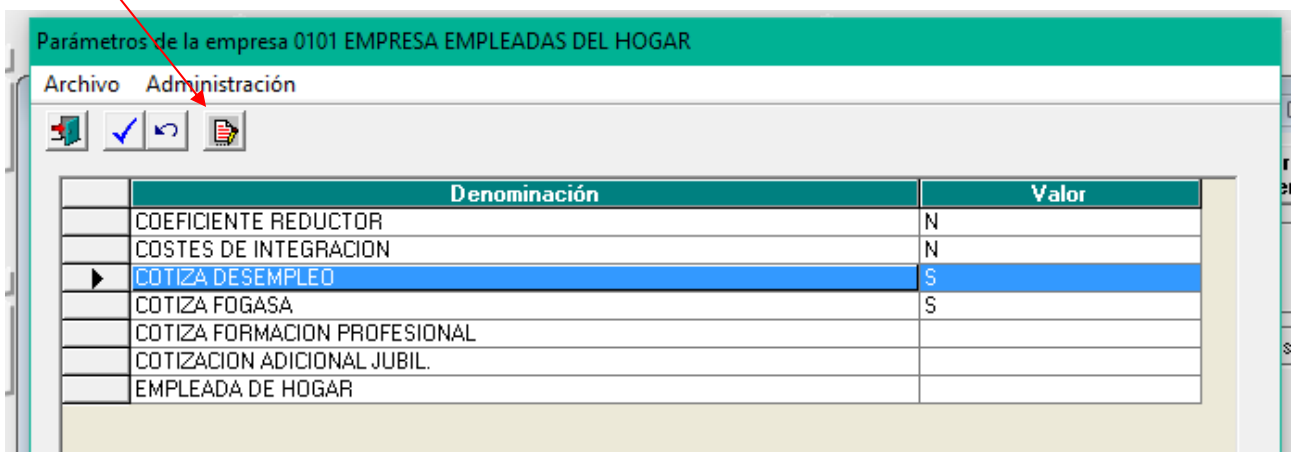 Parámetros de la empresa 0101 EMPRESA EMPLEADAS DEL HOGAR
Archivo Administración
Denominación Valor
COEFICIENTE REDUCTOR N
COSTES DE INTEGRACION N
COTIZA DESEMPLEO S
COTIZA FOGASA S
COTIZA FORMACION PROFESIONAL
COTIZACION ADICIONAL JUBIL.
EMPLEADA DE HOGAR